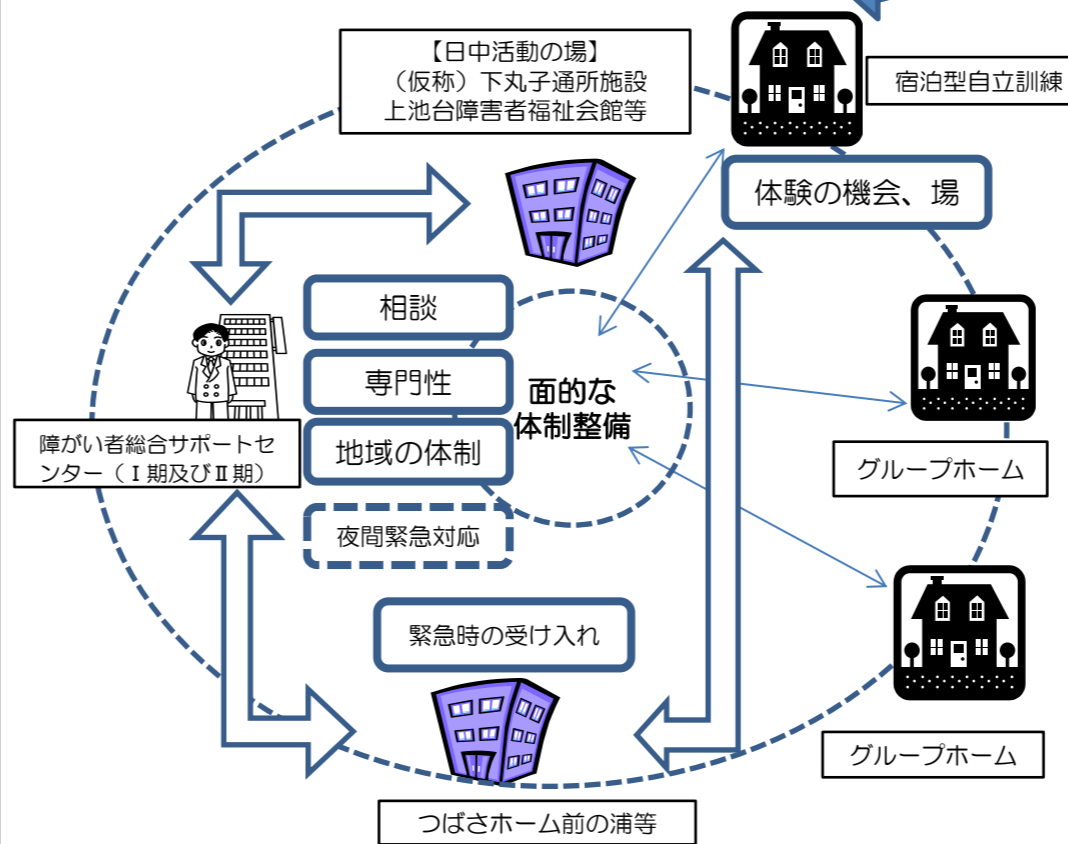 【日中活動の場】
（仮称）下丸子通所施設
上池台障害者福祉会館等
宿泊型自立訓練
体験の機会、場
相談
専門性
地域の体制
夜間緊急対応
面的な
体制整備
障がい者総合サポートセ
ンター（Ⅰ期及びⅡ期）
グループホーム
緊急時の受け入れ
グループホーム
つばさホーム前の浦等